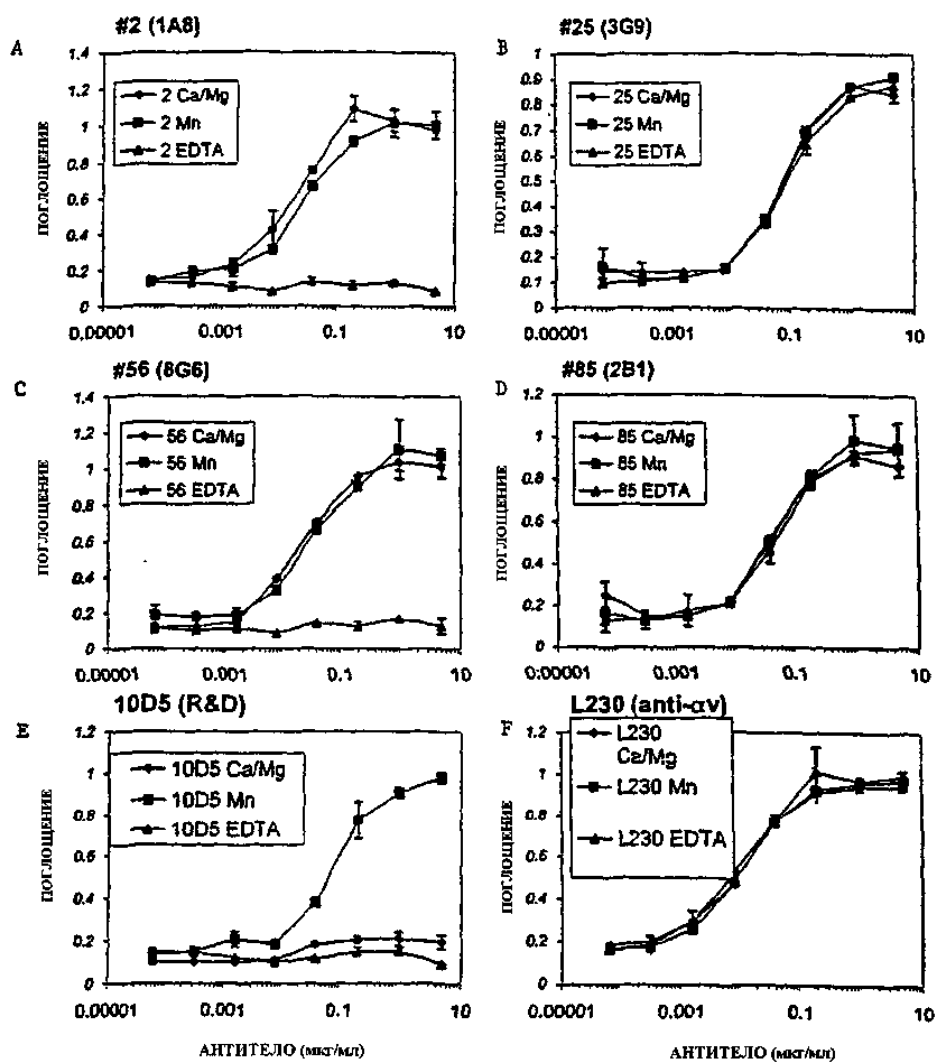 A
#2 (1A8)
ПОГЛОЩЕНИЕ
1.4
1.2
1
0.8
0.6
0.4
0.2
0
2 Ca/Mg
2 Mn
2 EDTA
0.00001 0.001 0.1 10
B
#25 (3G9)
ПОГЛОЩЕНИЕ
1
0.9
0.8
0.7
0.6
0.5
0.4
0.3
0.2
0.1
0
25 Ca/Mg
25 Mn
25 EDTA
0.00001 0.001 0.1 10
C
#56 (8G6)
ПОГЛОЩЕНИЕ
1.4
1.2
1
0.8
0.6
0.4
0.2
0
56 Ca/Mg
56 Mn
56 EDTA
0.00001 0.001 0.1 10
D
#85 (2B1)
ПОГЛОЩЕНИЕ
1.2
1
0.8
0.6
0.4
0.2
0
85 Ca/Mg
85 Mn
85 EDTA
0.00001 0.001 0.1 10
E
10D5 (R&D)
ПОГЛОЩЕНИЕ
1.2
1
0.8
0.6
0.4
0.2
0
10D5 Ca/Mg
10D5 Mn
10D5 EDTA
0.00001 0.001 0.1 10
АНТИТЕЛО (мкг/мл)
F
L230 (anti-αv)
ПОГЛОЩЕНИЕ
1.2
1
0.8
0.6
0.4
0.2
0
L230
Ca/Mg
L230 Mn
L230 EDTA
0.00001 0.001 0.1 10
АНТИТЕЛО (мкг/мл)